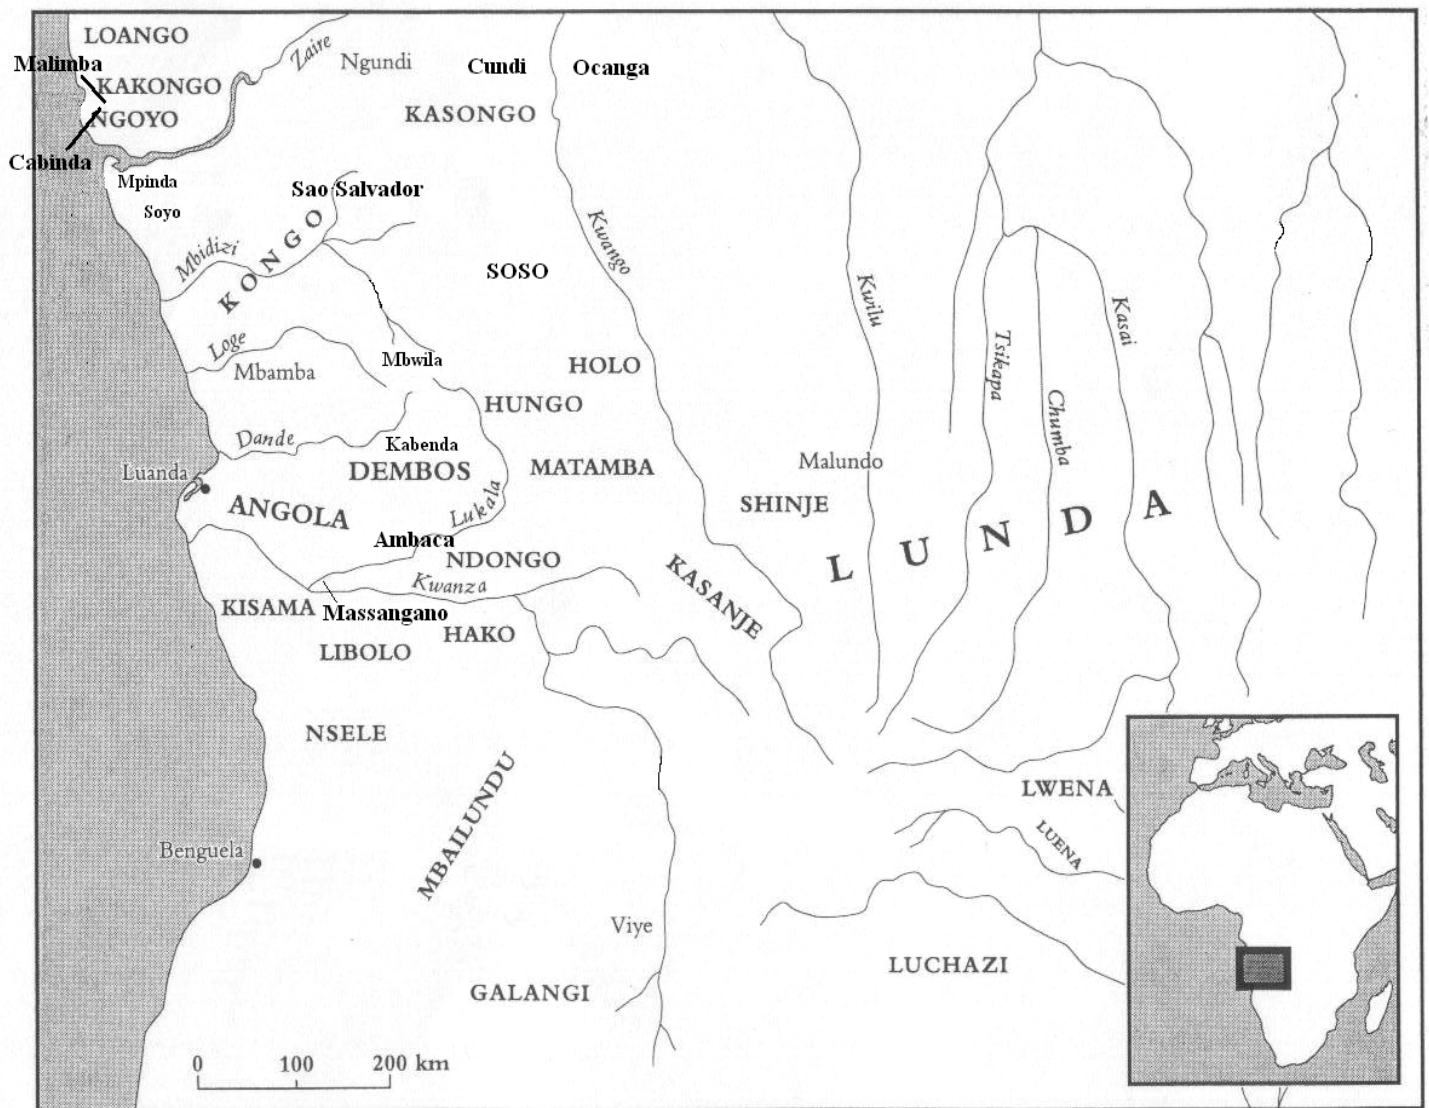 LOANGO
Zaire
Ngundi
Malimba
Cundi
Ocanga
KAKONGO
KASONGO
NGOYO
Cabinda
Mpinda
Soyo
Sao Salvador
Mbidizi
KONGO
SOSO
Kwango
Kwilu
Kasai
Loge
Mbwila
Tsikapa
Mbamba
HOLO
HUNGO
Chumba
Dande
Kabenda
Luanda
DEMBOS
MATAMBA
Malundo
ANGOLA
Lukala
SHINJE
LUNDA
Ambaca
NDONGO
Kwanza
KASANJE
KISAMA
Massangano
HAKO
LIBOLO
NSELE
MBAILUNDU
LWENA
LUENA
Benguela
Viye
LUCHAZI
GALANGI
0 100 200 km